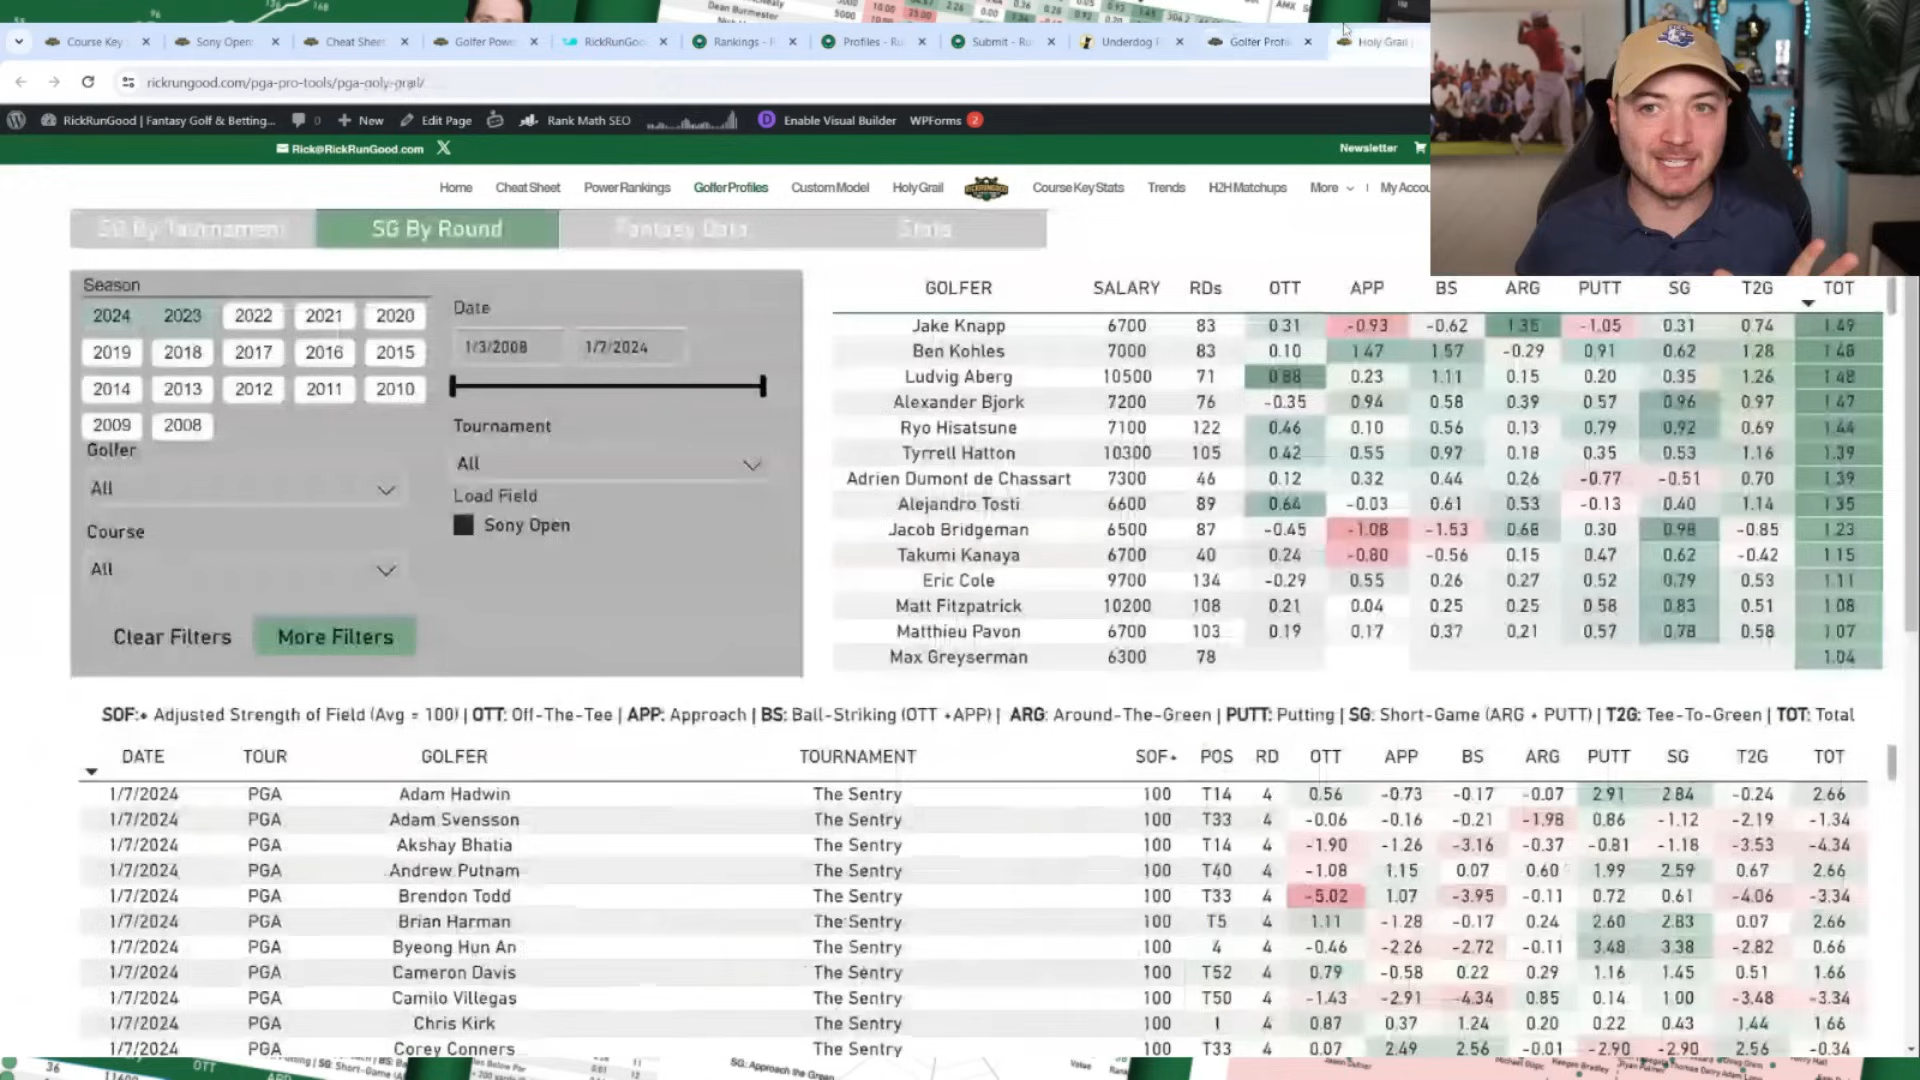 Dean Burmester
5000
Course Key
Sony Open
Cheat Sheet
Golfer Pow
RickRunGoo
Rankings - R
Profiles - Ru
Submit - Ru
Underdog
Golfer Profil
Holy Grail
rickrungood.com/pga-pro-tools/pga-
RickRunGood | Fantasy Golf & Betting...
0
New
Edit Page
Rank Math SEO
Enable Visual Builder
WPForms 2
Rick@RickRunGood.com
Newsletter
Home
Cheat Sheet
Power Rankings
Golfer Profiles
Custom Model
Holy Grail
Course Key Stats
Trends
H2H Matchups
More
My Accou
SG By Tournament
SG By Round
Fantasy Data
Stats
Season
2024 2023 2022 2021 2020
2019 2018 2017 2016 2015
2014 2013 2012 2011 2010
2009 2008
Golfer
All
Course
All
Clear Filters
More Filters
Date
1/3/2008 1/7/2024
Tournament
All
Load Field
Sony Open
GOLFER SALARY RDs OTT APP BS ARG PUTT SG T2G TOT
Jake Knapp 6700 83 0.31 -0.93 -0.62 1.35 -1.05 0.31 0.74 1.49
Ben Kohles 7000 83 0.10 1.47 1.57 -0.29 0.91 0.62 1.28 1.48
Ludvig Aberg 10500 71 0.88 0.23 1.11 0.15 0.20 0.35 1.26 1.48
Alexander Bjork 7200 76 -0.35 0.94 0.58 0.39 0.57 0.96 0.97 1.47
Ryo Hisatsune 7100 122 0.46 0.10 0.56 0.13 0.79 0.92 0.69 1.44
Tyrrell Hatton 10300 105 0.42 0.55 0.97 0.18 0.35 0.53 1.16 1.39
Adrien Dumont de Chassart 7300 46 0.12 0.32 0.44 0.26 -0.77 -0.51 0.70 1.39
Alejandro Tosti 6600 89 0.64 -0.03 0.61 0.53 -0.13 0.40 1.14 1.35
Jacob Bridgeman 6500 87 -0.45 -1.08 -1.53 0.68 0.30 0.98 -0.85 1.23
Takumi Kanaya 6700 40 0.24 -0.80 -0.56 0.15 0.47 0.62 -0.42 1.15
Eric Cole 9700 134 -0.29 0.55 0.26 0.27 0.52 0.79 0.53 1.11
Matt Fitzpatrick 10200 108 0.21 0.04 0.25 0.25 0.58 0.83 0.51 1.08
Matthieu Pavon 6700 103 0.19 0.17 0.37 0.21 0.57 0.78 0.58 1.07
Max Greyserman 6300 78 1.04
SOF+ Adjusted Strength of Field (Avg = 100) | OTT: Off-The-Tee | APP: Approach | BS: Ball-Striking (OTT +APP) | ARG: Around-The-Green | PUTT: Putting | SG: Short-Game (ARG + PUTT) | T2G: Tee-To-Green | TOT: Total
DATE TOUR GOLFER TOURNAMENT SOF+ POS RD OTT APP BS ARG PUTT SG T2G TOT
1/7/2024 PGA Adam Hadwin The Sentry 100 T14 4 0.56 -0.73 -0.17 -0.07 2.91 2.84 -0.24 2.66
1/7/2024 PGA Adam Svensson The Sentry 100 T33 4 -0.06 -0.16 -0.21 -1.98 0.86 -1.12 -2.19 -1.34
1/7/2024 PGA Akshay Bhatia The Sentry 100 T14 4 -1.90 -1.26 -3.16 -0.37 -0.81 -1.18 -3.53 -4.34
1/7/2024 PGA Andrew Putnam The Sentry 100 T40 4 -1.08 1.15 0.07 0.60 1.99 2.59 0.67 2.66
1/7/2024 PGA Brendon Todd The Sentry 100 T33 4 -5.02 1.07 -3.95 -0.11 0.72 0.61 -4.06 -3.34
1/7/2024 PGA Brian Harman The Sentry 100 T5 4 1.11 -1.28 -0.17 0.24 2.60 2.83 0.07 2.66
1/7/2024 PGA Byeong Hun An The Sentry 100 4 4 -0.46 -2.26 -2.72 -0.11 3.48 3.38 -2.82 0.66
1/7/2024 PGA Cameron Davis The Sentry 100 T52 4 0.79 -0.58 0.22 0.29 1.16 1.45 0.51 1.66
1/7/2024 PGA Camilo Villegas The Sentry 100 T50 4 -1.43 -2.91 -4.34 0.85 0.14 1.00 -3.48 -3.34
1/7/2024 PGA Chris Kirk The Sentry 100 1 4 0.87 0.37 1.24 0.20 0.22 0.43 1.44 1.66
1/7/2024 PGA Corey Conners The Sentry 100 T33 4 0.07 2.49 2.56 -0.01 -2.90 -2.90 2.56 -0.34
36
OTT
SG: Approach the Green
Value